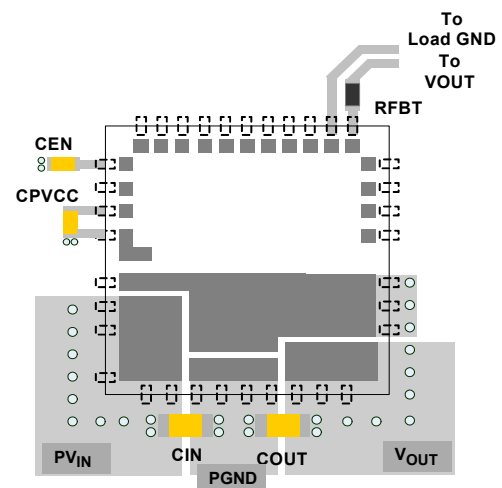 To
Load GND
To
VOUT
RFBT
CEN
CPVCC
CIN
COUT
PVIN
PGND
VOUT